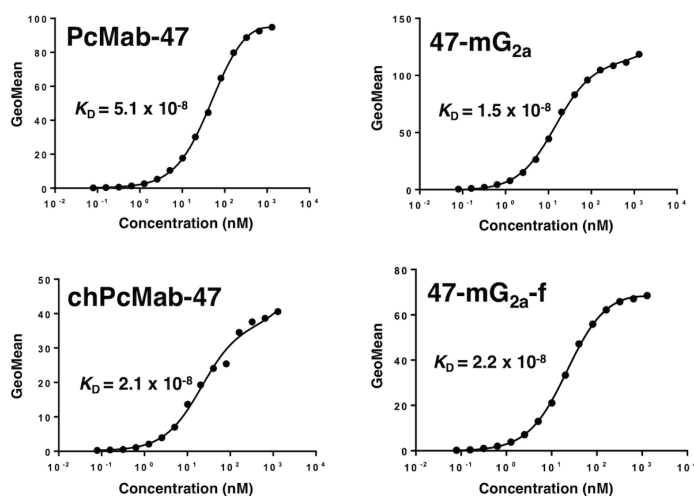 PcMab-47
GeoMean
100
80
60
40
20
0
K_D = 5.1 x 10^-8
10^-2 10^-1 10^0 10^1 10^2 10^3 10^4
Concentration (nM)
47-mG_2a
GeoMean
150
100
50
0
K_D = 1.5 x 10^-8
10^-2 10^-1 10^0 10^1 10^2 10^3 10^4
Concentration (nM)
chPcMab-47
GeoMean
50
40
30
20
10
0
K_D = 2.1 x 10^-8
10^-2 10^-1 10^0 10^1 10^2 10^3 10^4
Concentration (nM)
47-mG_2a-f
GeoMean
80
60
40
20
0
K_D = 2.2 x 10^-8
10^-2 10^-1 10^0 10^1 10^2 10^3 10^4
Concentration (nM)